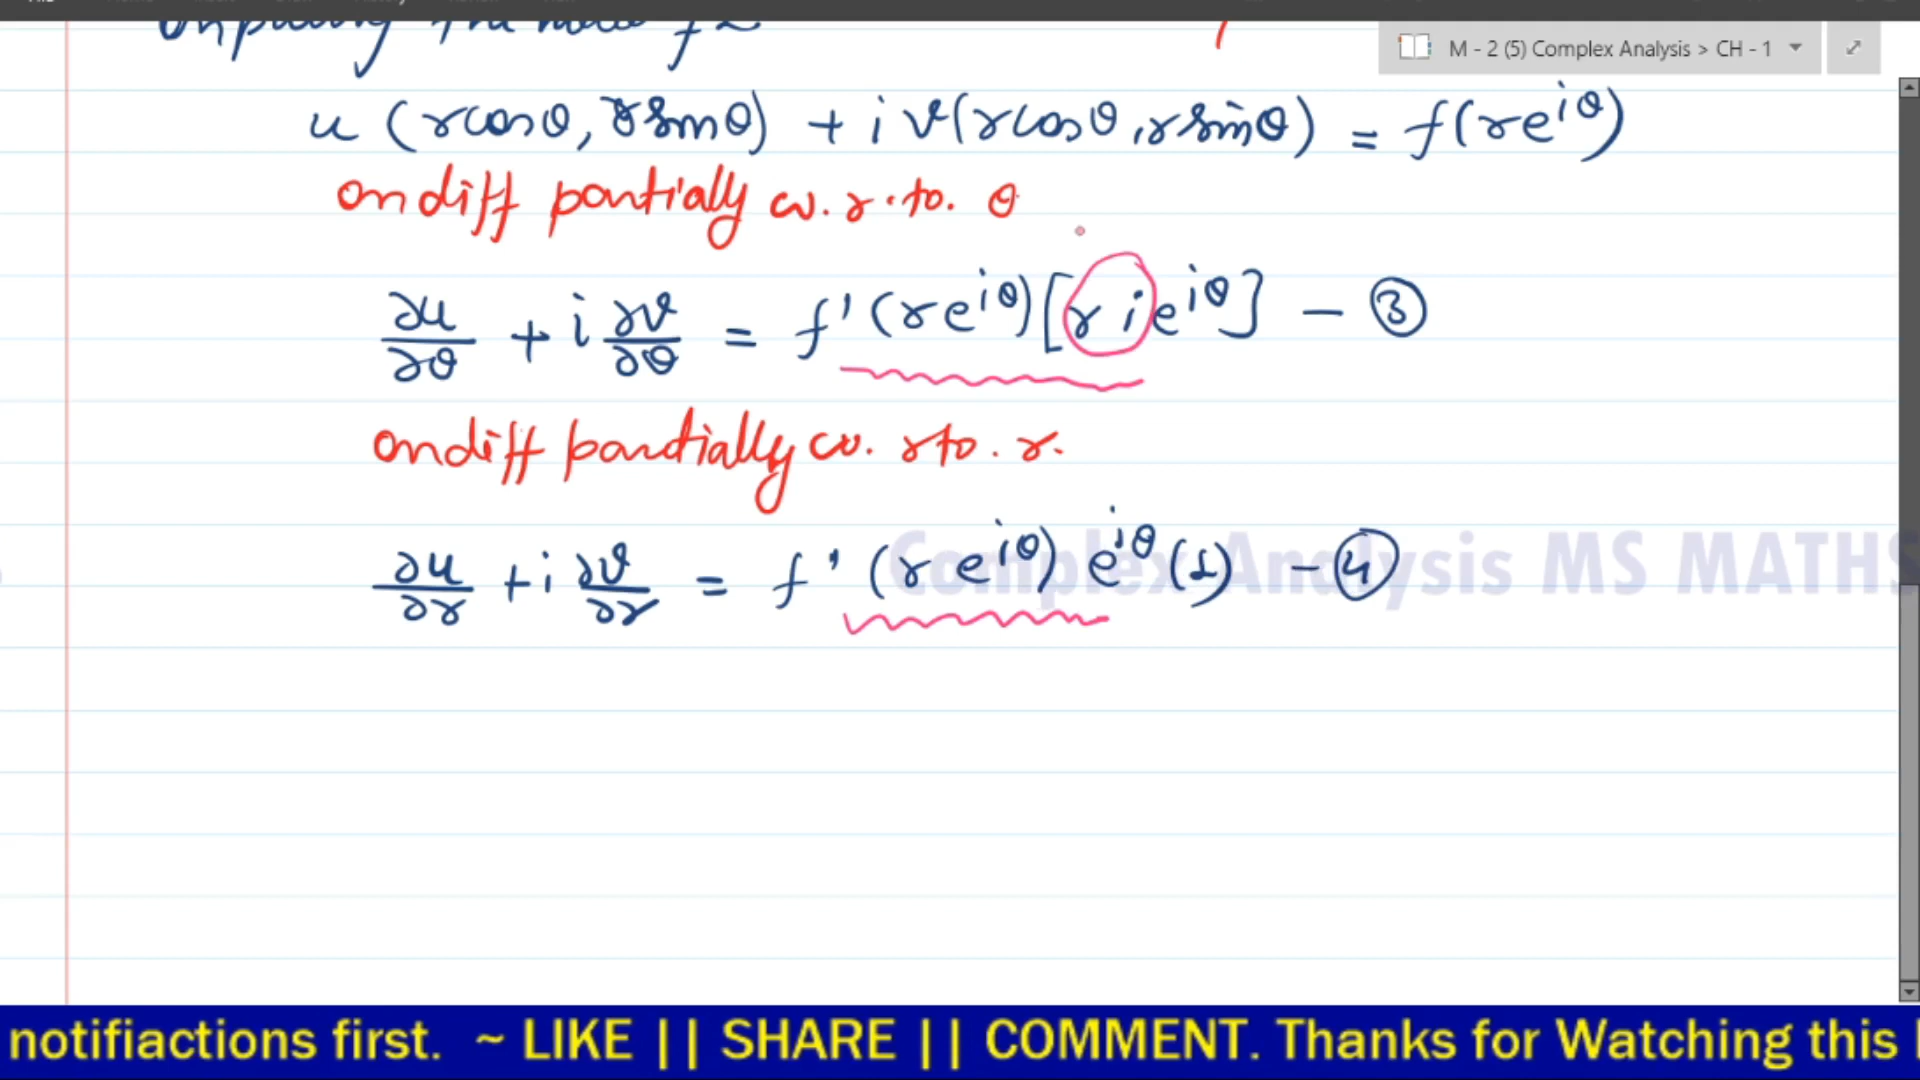 M - 2 (5) Complex Analysis > CH - 1
u (r cosθ, r sinθ) + i v(r cosθ, r sinθ) = f(re^{iθ})
on diff partially w. r. to. θ
∂u/∂θ + i ∂v/∂θ = f'(re^{iθ})[r i e^{iθ}] — ③
on diff partially w. r to. r.
∂u/∂r + i ∂v/∂r = f'(r e^{iθ}) e^{iθ} (1) — ④
Complex Analysis MS MATHS
notifiactions first. ~ LIKE || SHARE || COMMENT. Thanks for Watching this